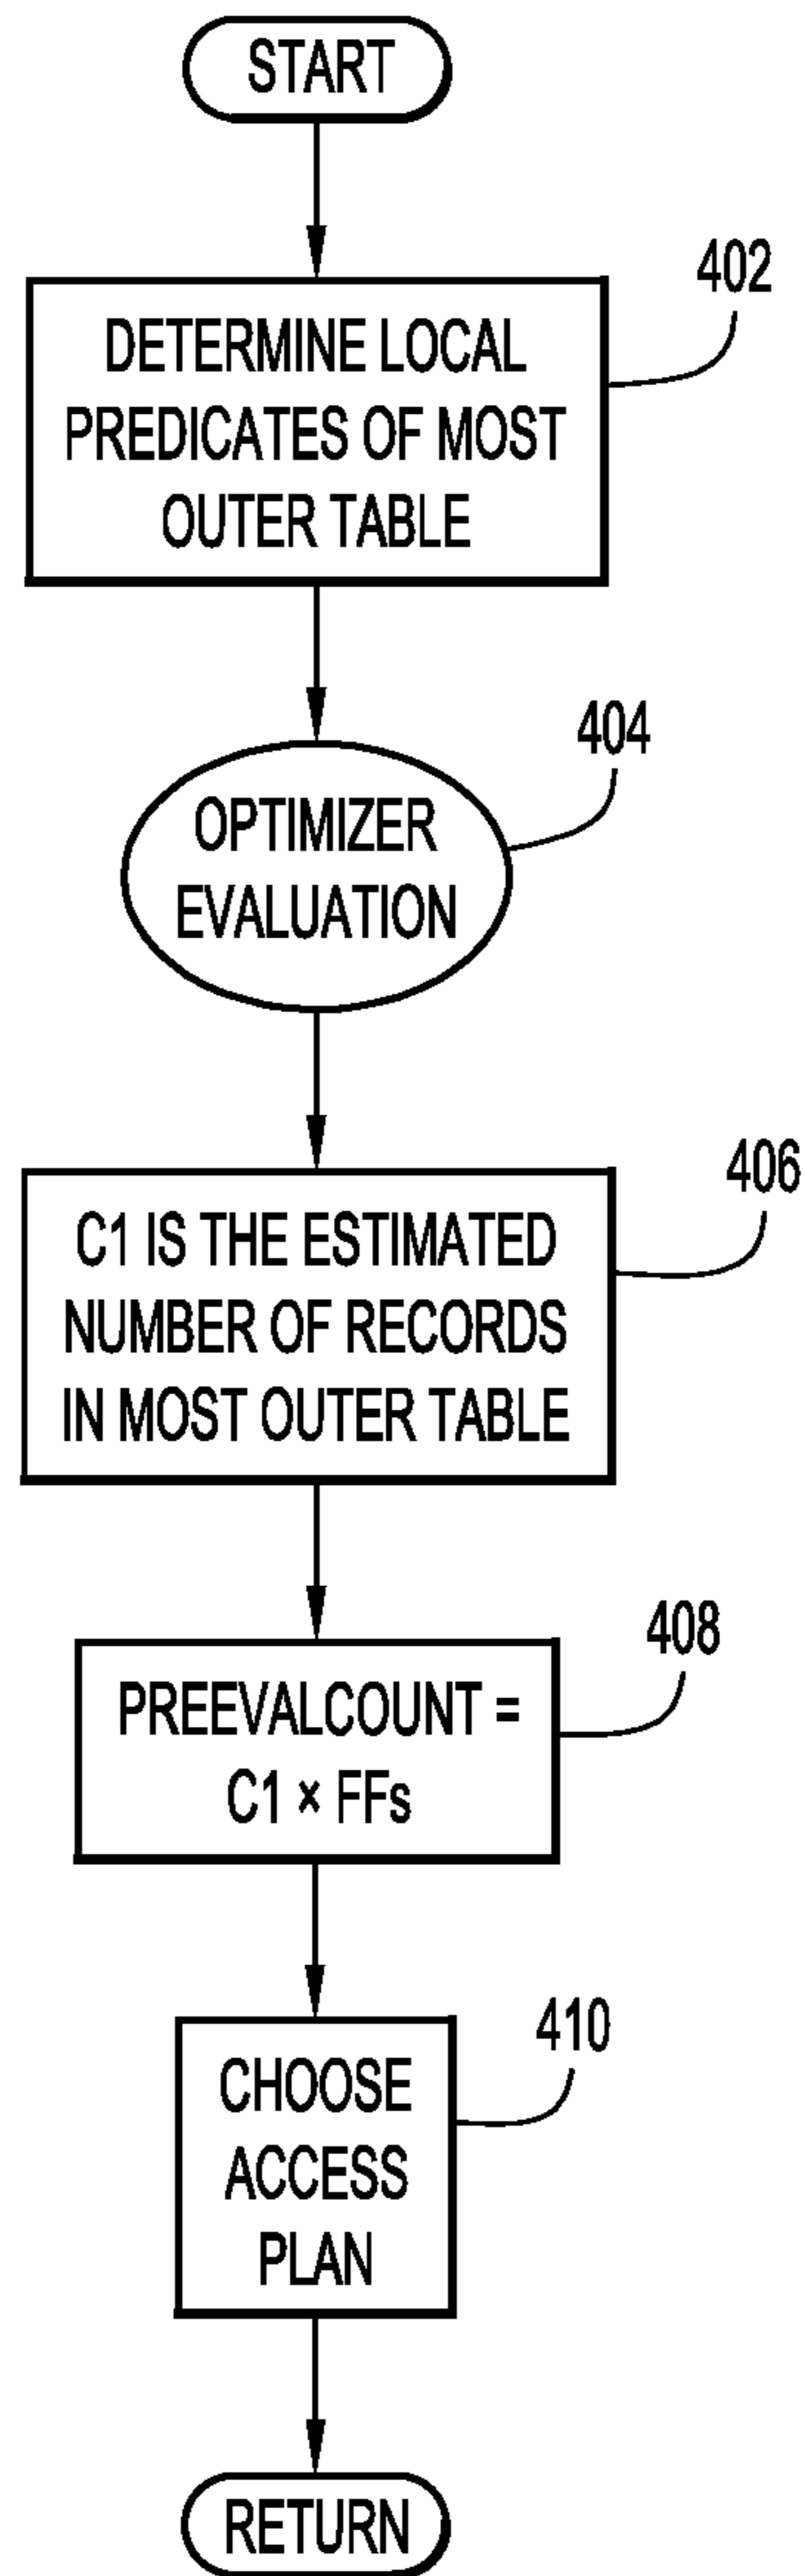 START
402
DETERMINE LOCAL
PREDICATES OF MOST
OUTER TABLE
404
OPTIMIZER
EVALUATION
406
C1 IS THE ESTIMATED
NUMBER OF RECORDS
IN MOST OUTER TABLE
408
PREEVALCOUNT =
C1 × FFs
410
CHOOSE
ACCESS
PLAN
RETURN